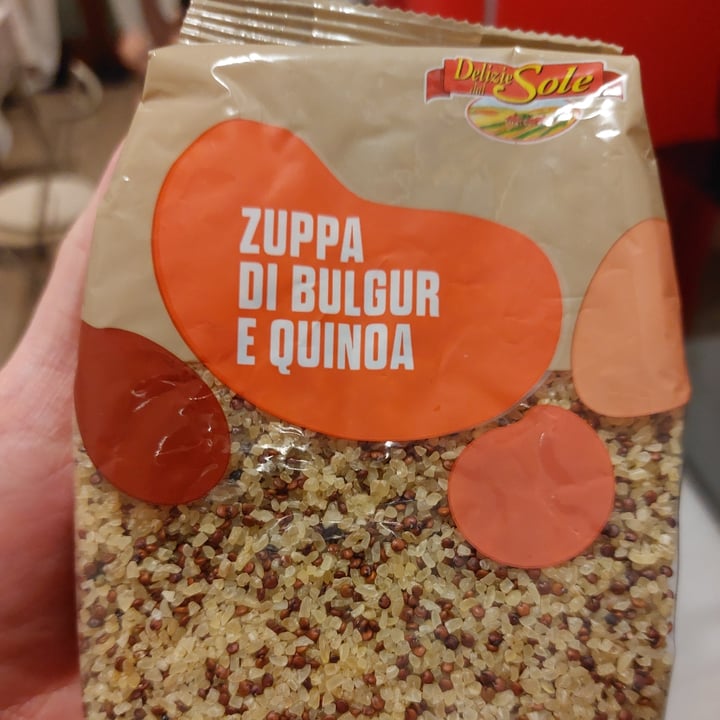 Delizie
dal Sole
ZUPPA
DI BULGUR
E QUINOA